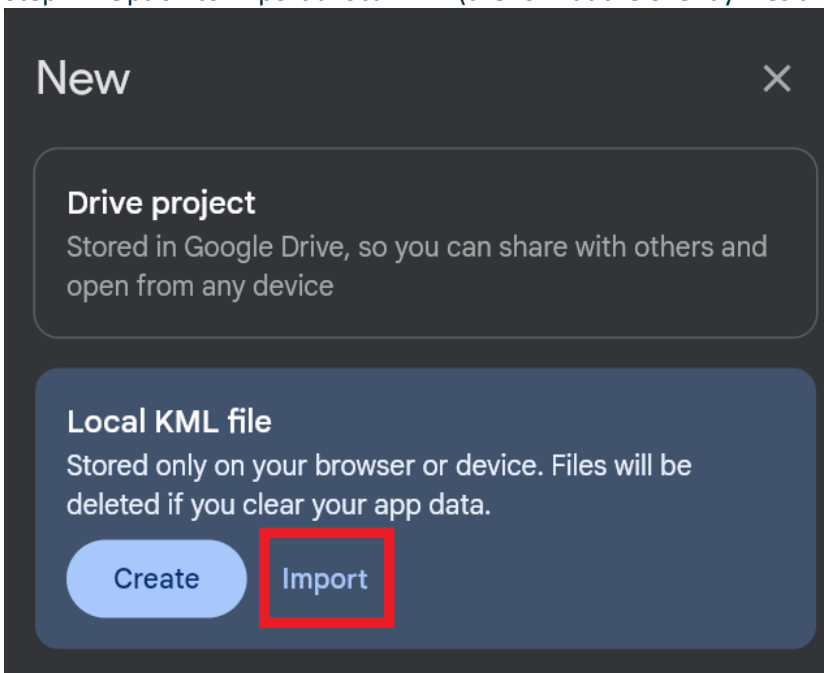 New
Drive project
Stored in Google Drive, so you can share with others and
open from any device
Local KML file
Stored only on your browser or device. Files will be
deleted if you clear your app data.
Create
Import